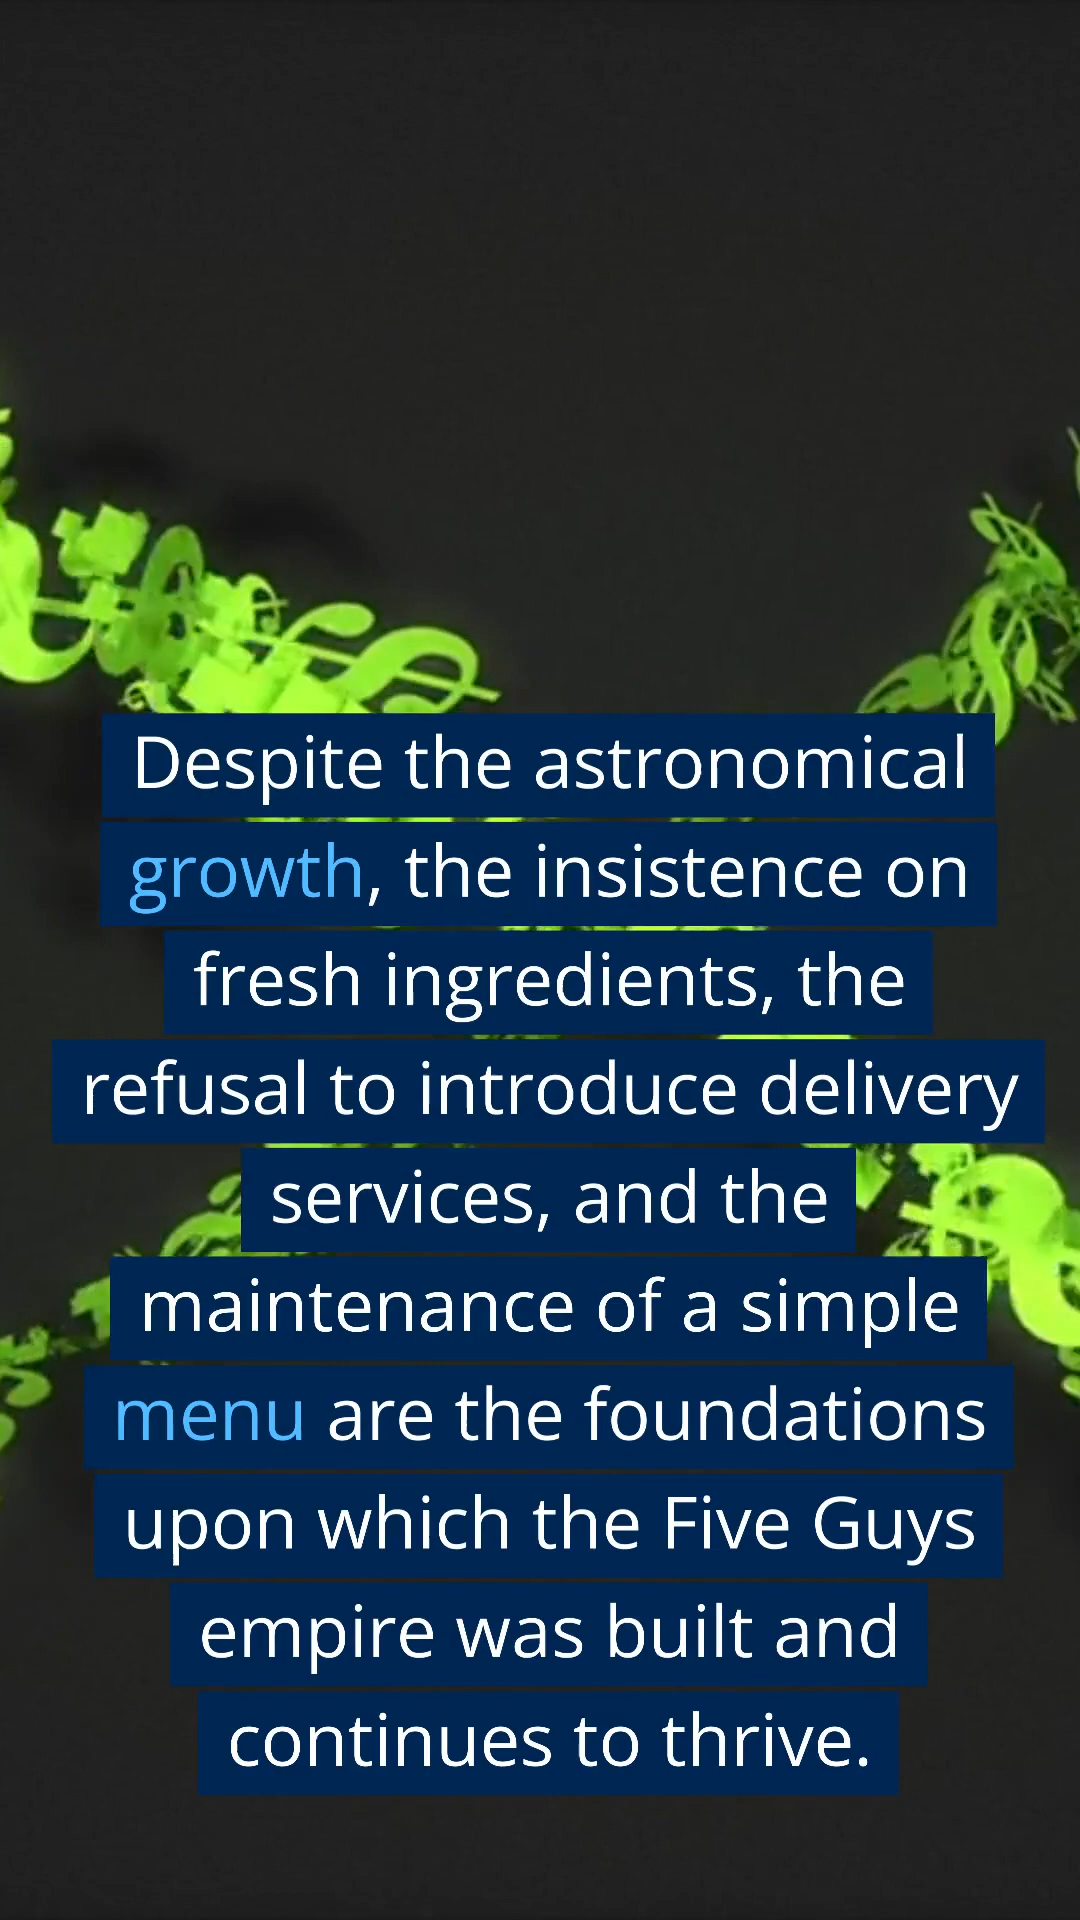 Despite the astronomical
growth, the insistence on
fresh ingredients, the
refusal to introduce delivery
services, and the
maintenance of a simple
menu are the foundations
upon which the Five Guys
empire was built and
continues to thrive.